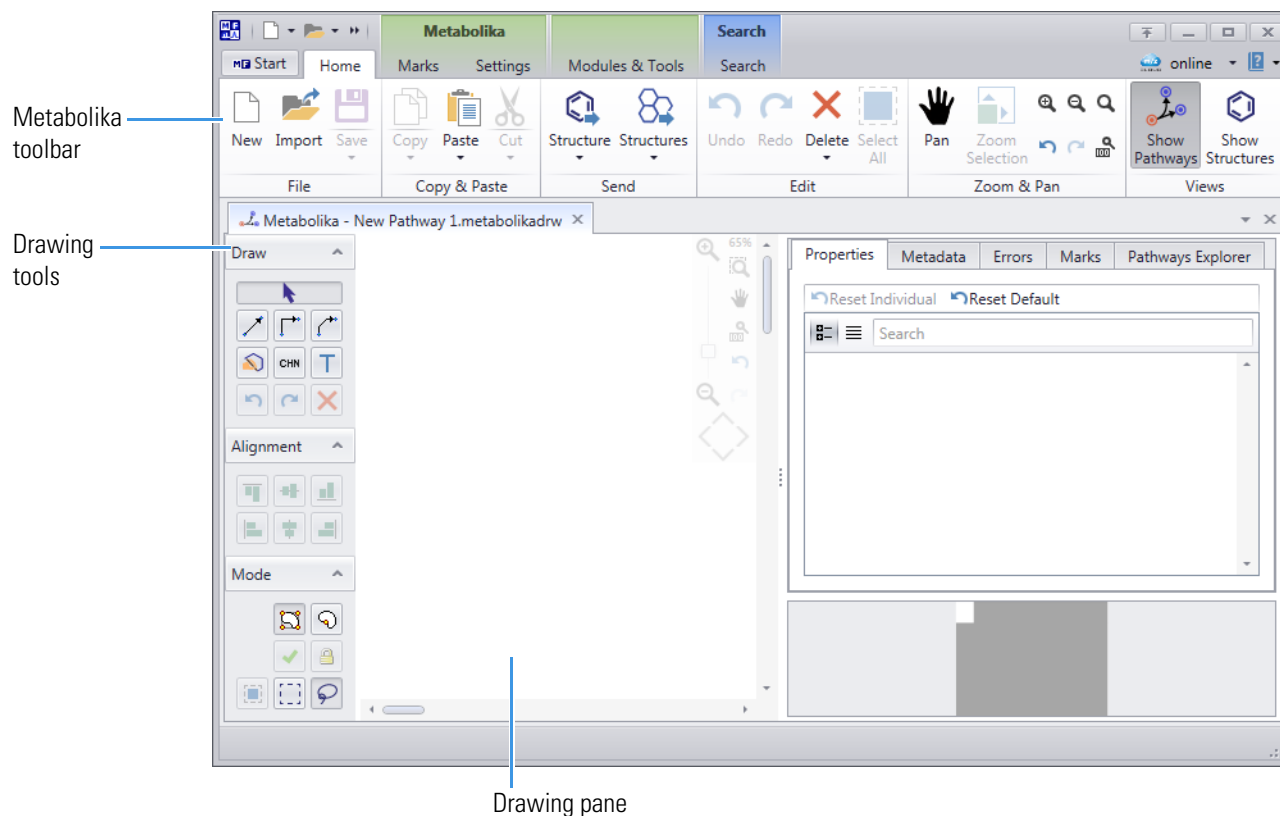 Metabolika
Search
Start
Home
Marks
Settings
Modules & Tools
Search
online
Metabolika
toolbar
New
Import
Save
Copy
Paste
Cut
Structure
Structures
Undo
Redo
Delete
Select
All
Pan
Zoom
Selection
Show
Pathways
Show
Structures
File
Copy & Paste
Send
Edit
Zoom & Pan
Views
Metabolika - New Pathway 1.metabolikadrw
Drawing
tools
Draw
65%
Properties
Metadata
Errors
Marks
Pathways Explorer
Reset Individual
Reset Default
Search
CHN
T
Alignment
Mode
Drawing pane